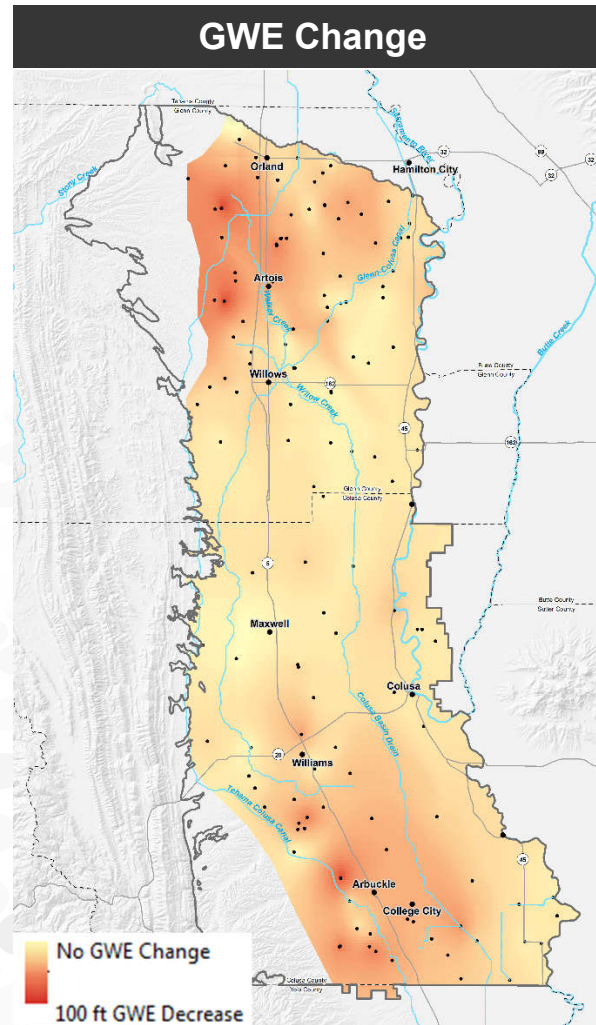 GWE Change
Tehama County
Glenn County
Stony Creek
Sacramento River
32
99
32
32
Orland
Hamilton City
Glenn Colusa Canal
Artois
Walker Creek
Butte Creek
Willows
162
Butte County
Glenn County
Willow Creek
45
162
Glenn County
Colusa County
5
Butte County
Sutter County
Maxwell
Colusa
Colusa Basin Drain
20
Williams
Tehama Colusa Canal
45
Arbuckle
College City
No GWE Change
100 ft GWE Decrease
Colusa County
Yolo County